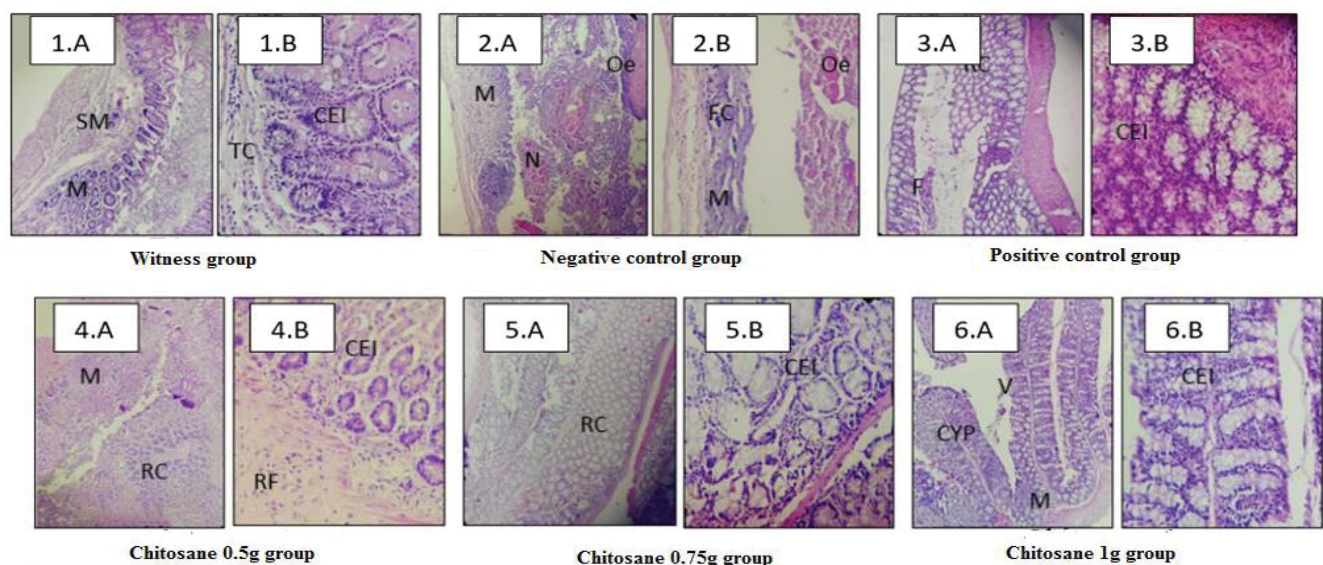 1.A
1.B
2.A
2.B
3.A
3.B
SM
M
TC
CEI
M
N
Oe
FC
M
Oe
RC
F
CEI
Witness group
Negative control group
Positive control group
4.A
4.B
5.A
5.B
6.A
6.B
M
RC
CEI
RF
RC
CEI
V
CYP
M
CEI
Chitosane 0.5g group
Chitosane 0.75g group
Chitosane 1g group